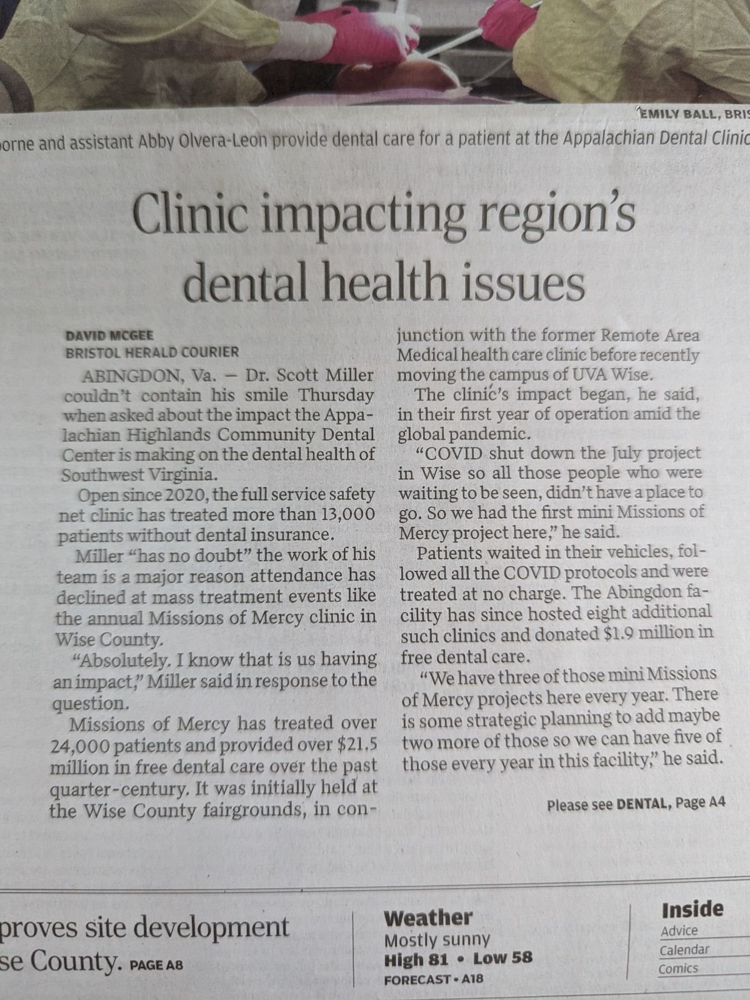 EMILY BALL,
and assistant Abby Olvera-Leon provide dental care for a patient at the Appalachian Dental Clinic
Clinic impacting region's
dental health issues
DAVID MCGEE
BRISTOL HERALD COURIER
ABINGDON, Va. — Dr. Scott Miller
couldn't contain his smile Thursday
when asked about the impact the Appa-
lachian Highlands Community Dental
Center is making on the dental health of
Southwest Virginia.
Open since 2020, the full service safety
net clinic has treated more than 13,000
patients without dental insurance.
Miller “has no doubt” the work of his
team is a major reason attendance has
declined at mass treatment events like
the annual Missions of Mercy clinic in
Wise County.
“Absolutely. I know that is us having
an impact,” Miller said in response to the
question.
Missions of Mercy has treated over
24,000 patients and provided over $21.5
million in free dental care over the past
quarter-century. It was initially held at
the Wise County fairgrounds, in con-
junction with the former Remote Area
Medical health care clinic before recently
moving the campus of UVA Wise.
The clinic's impact began, he said,
in their first year of operation amid the
global pandemic.
“COVID shut down the July project
in Wise so all those people who were
waiting to be seen, didn't have a place to
go. So we had the first mini Missions of
Mercy project here,” he said.
Patients waited in their vehicles, fol-
lowed all the COVID protocols and were
treated at no charge. The Abingdon fa-
cility has since hosted eight additional
such clinics and donated $1.9 million in
free dental care.
“We have three of those mini Missions
of Mercy projects here every year. There
is some strategic planning to add maybe
two more of those so we can have five of
those every year in this facility,” he said.
Please see DENTAL, Page A4
proves site development
se County. PAGE A8
Weather
Mostly sunny
High 81 • Low 58
FORECAST • A18
Inside
Advice
Calendar
Comics